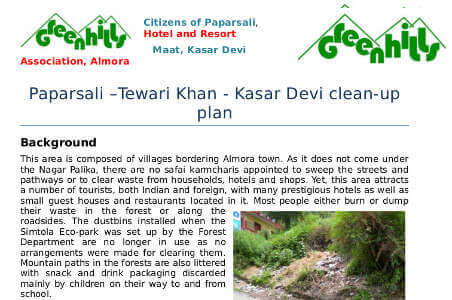 Greenhills
Association, Almora
Citizens of Paparsali,
Hotel and Resort
Maat, Kasar Devi
Greenhills
Paparsali –Tewari Khan - Kasar Devi clean-up
plan
Background
This area is composed of villages bordering Almora town. As it does not come under
the Nagar Palika, there are no safai karmcharis appointed to sweep the streets and
pathways or to clear waste from households, hotels and shops. Yet, this area attracts
a number of tourists, both Indian and foreign, with many prestigious hotels as well as
small guest houses and restaurants located in it. Most people either burn or dump
their waste in the forest or along the
roadsides. The dustbins installed when the
Simtola Eco-park was set up by the Forest
Department are no longer in use as no
arrangements were made for clearing them.
Mountain paths in the forests are also littered
with snack and drink packaging discarded
mainly by children on their way to and from
school.